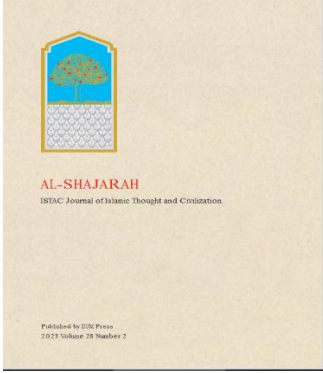 AL-SHAJARAH
ISTAC Journal of Islamic Thought and Civilization
Published by IIUM Press
2023 Volume 28 Number 2